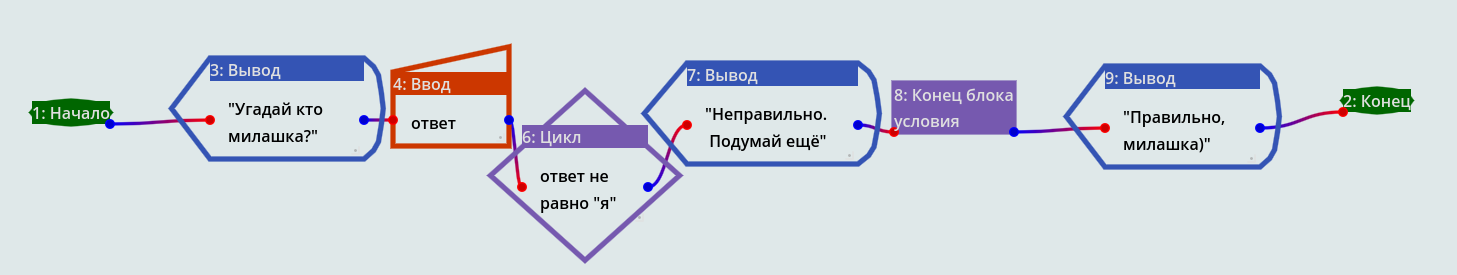 1: Начало
3: Вывод
"Угадай кто
милашка?"
4: Ввод
ответ
6: Цикл
ответ не
равно "я"
7: Вывод
"Неправильно.
Подумай ещё"
8: Конец блока
условия
9: Вывод
"Правильно,
милашка)"
2: Конец